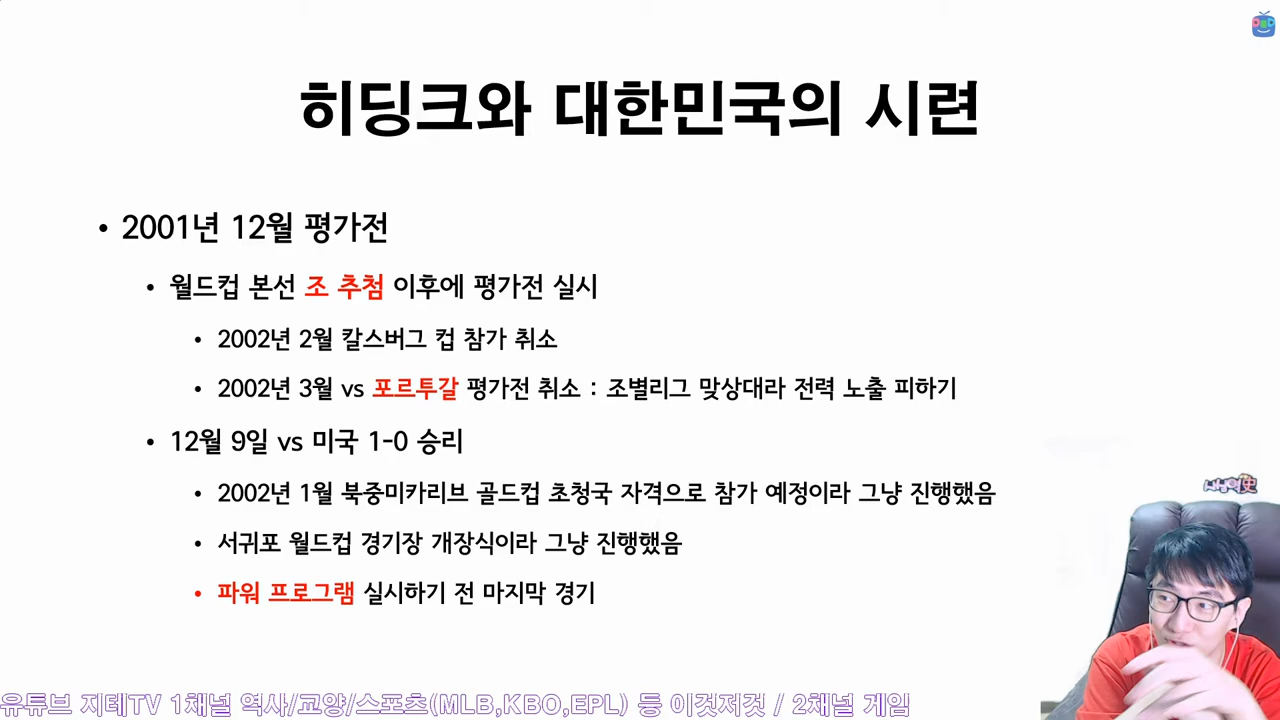 히딩크와 대한민국의 시련
• 2001년 12월 평가전
• 월드컵 본선 조 추첨 이후에 평가전 실시
• 2002년 2월 칼스버그 컵 참가 취소
• 2002년 3월 vs 포르투갈 평가전 취소 : 조별리그 맞상대라 전력 노출 피하기
• 12월 9일 vs 미국 1-0 승리
• 2002년 1월 북중미카리브 골드컵 초청국 자격으로 참가 예정이라 그냥 진행했음
• 서귀포 월드컵 경기장 개장식이라 그냥 진행했음
• 파워 프로그램 실시하기 전 마지막 경기
유튜브 지테TV 1채널 역사/교양/스포츠(MLB,KBO,EPL) 등 이것저것 / 2채널 게임